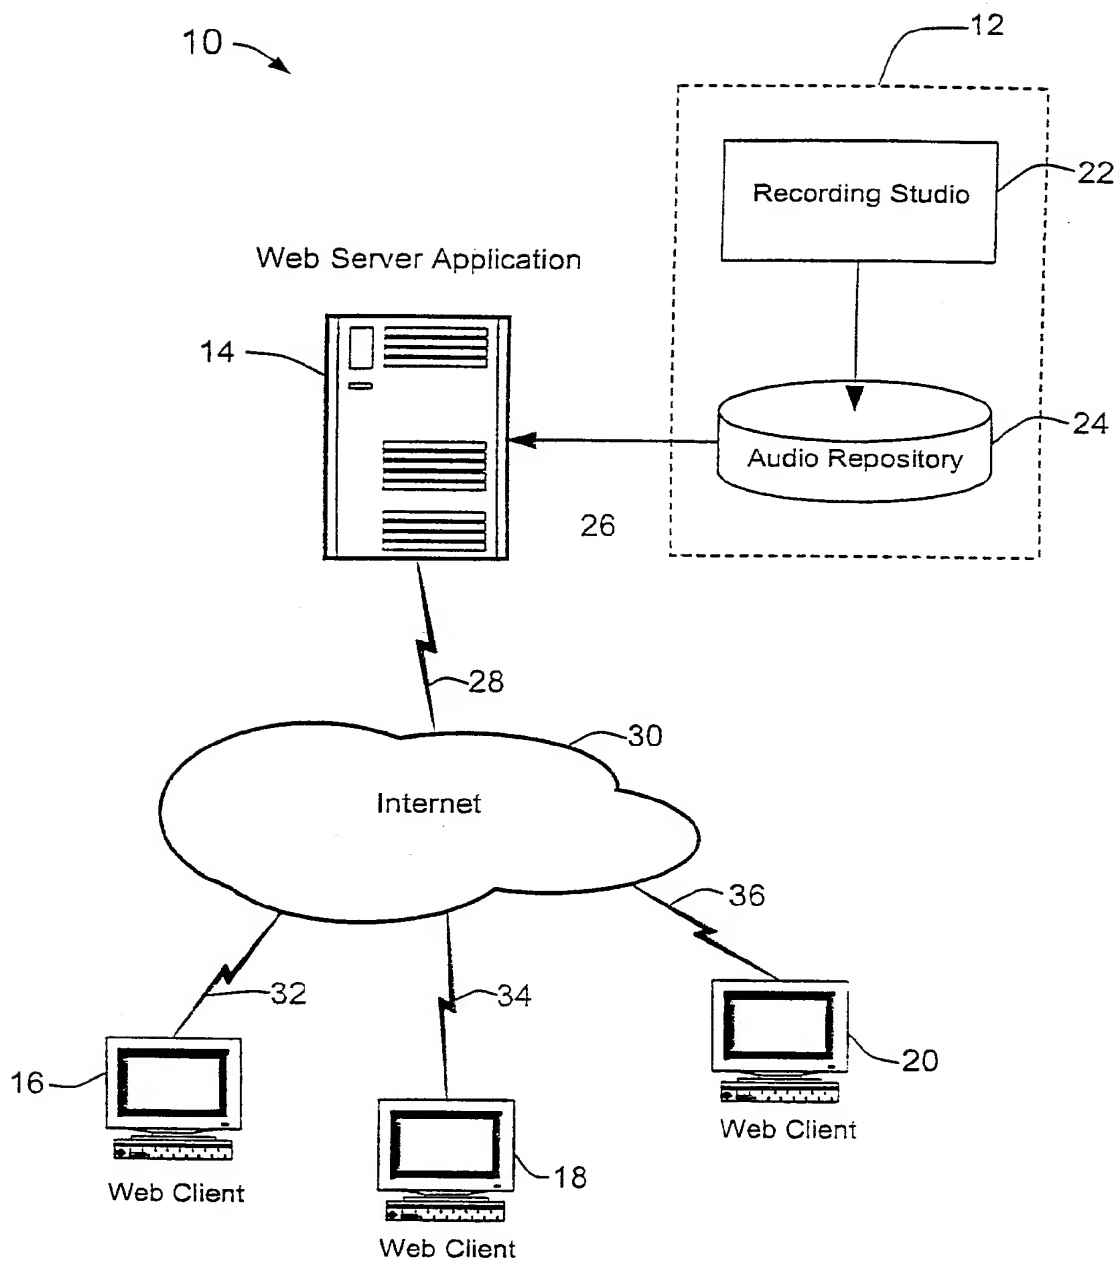 10
12
Recording Studio
22
Web Server Application
14
24
Audio Repository
26
28
30
Internet
36
32
34
20
16
Web Client
18
Web Client
Web Client